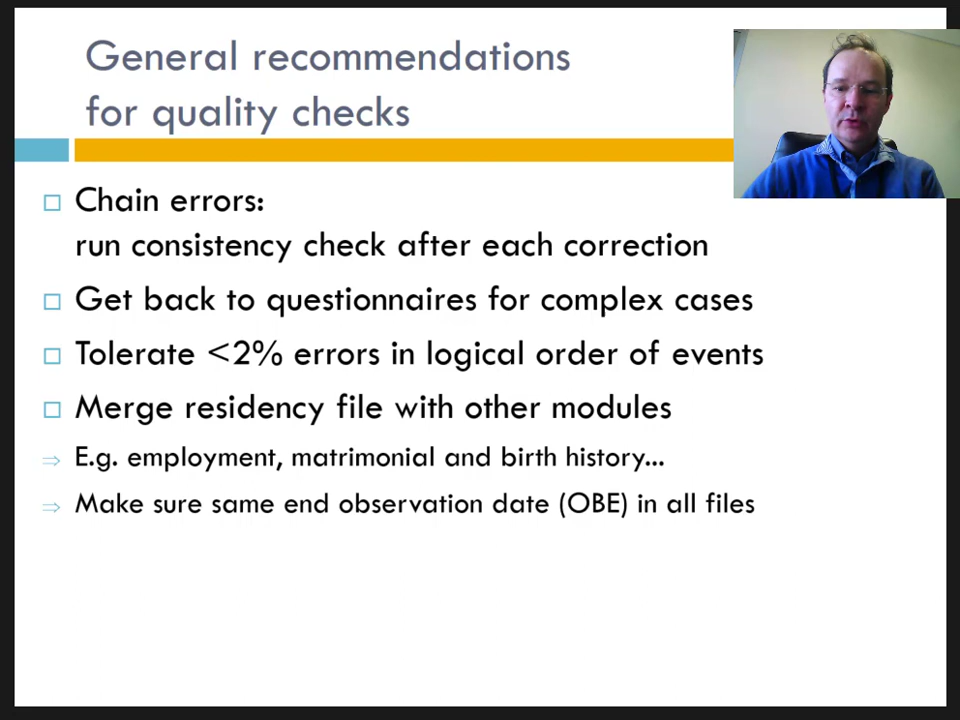 General recommendations
for quality checks
Chain errors:
run consistency check after each correction
Get back to questionnaires for complex cases
Tolerate <2% errors in logical order of events
Merge residency file with other modules
⇒ E.g. employment, matrimonial and birth history...
⇒ Make sure same end observation date (OBE) in all files